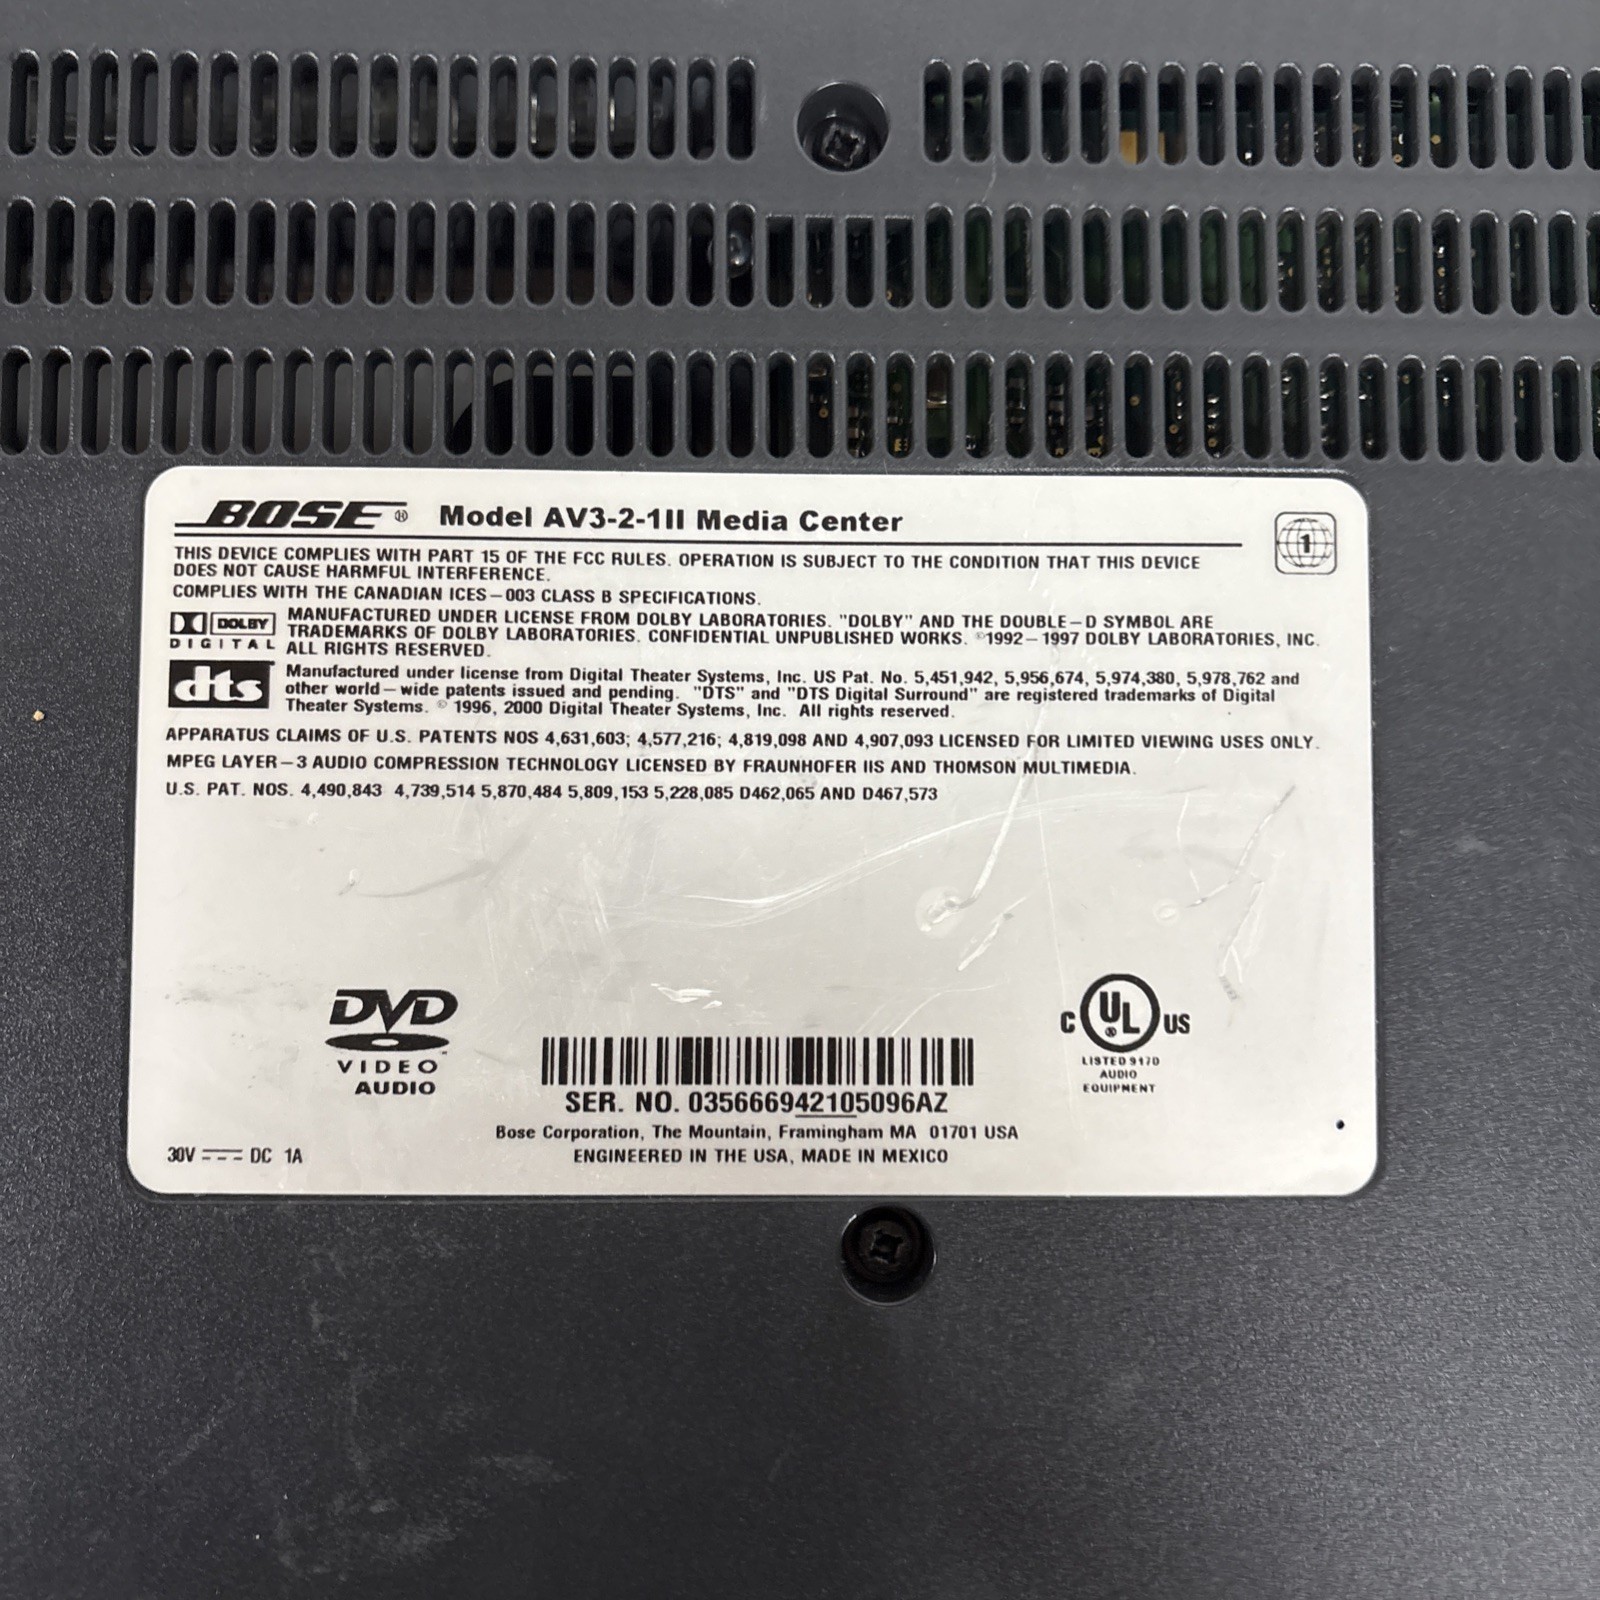 BOSE® Model AV3-2-1II Media Center
1
THIS DEVICE COMPLIES WITH PART 15 OF THE FCC RULES. OPERATION IS SUBJECT TO THE CONDITION THAT THIS DEVICE
DOES NOT CAUSE HARMFUL INTERFERENCE.
COMPLIES WITH THE CANADIAN ICES-003 CLASS B SPECIFICATIONS.
DOLBY
DIGITAL
MANUFACTURED UNDER LICENSE FROM DOLBY LABORATORIES. "DOLBY" AND THE DOUBLE-D SYMBOL ARE
TRADEMARKS OF DOLBY LABORATORIES. CONFIDENTIAL UNPUBLISHED WORKS. ©1992-1997 DOLBY LABORATORIES, INC.
ALL RIGHTS RESERVED.
dts
Manufactured under license from Digital Theater Systems, Inc. US Pat. No. 5,451,942, 5,956,674, 5,974,380, 5,978,762 and
other world-wide patents issued and pending. "DTS" and "DTS Digital Surround" are registered trademarks of Digital
Theater Systems. © 1996, 2000 Digital Theater Systems, Inc. All rights reserved.
APPARATUS CLAIMS OF U.S. PATENTS NOS 4,631,603; 4,577,216; 4,819,098 AND 4,907,093 LICENSED FOR LIMITED VIEWING USES ONLY.
MPEG LAYER-3 AUDIO COMPRESSION TECHNOLOGY LICENSED BY FRAUNHOFER IIS AND THOMSON MULTIMEDIA.
U.S. PAT. NOS. 4,490,843 4,739,514 5,870,484 5,809,153 5,228,085 D462,065 AND D467,573
DVD
VIDEO
AUDIO
C UL® US
LISTED 917D
AUDIO
EQUIPMENT
SER. NO. 035666942105096AZ
Bose Corporation, The Mountain, Framingham MA 01701 USA
ENGINEERED IN THE USA, MADE IN MEXICO
30V DC 1A